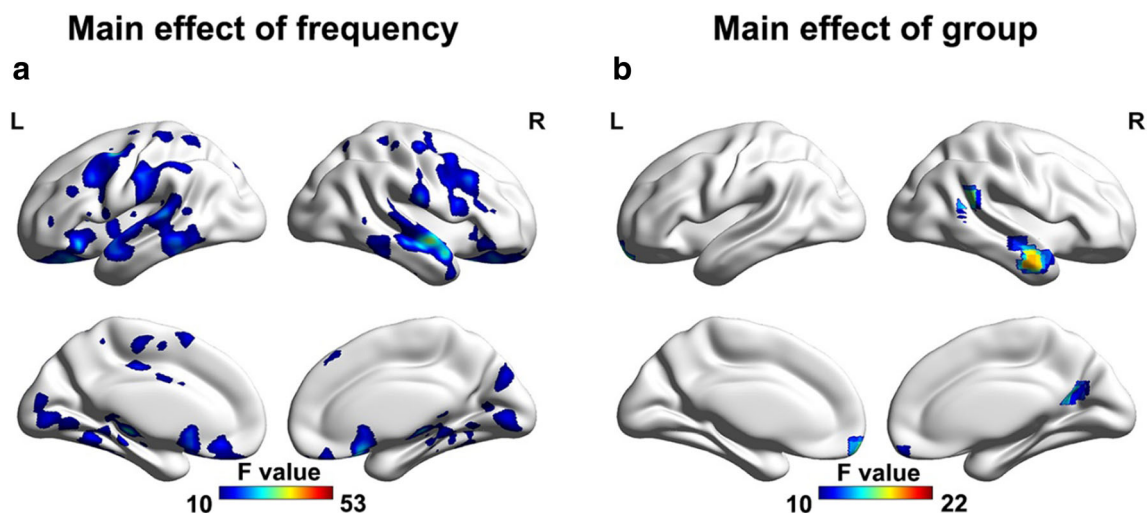 Main effect of frequency
a
L
R
F value
10 53
Main effect of group
b
L
R
F value
10 22